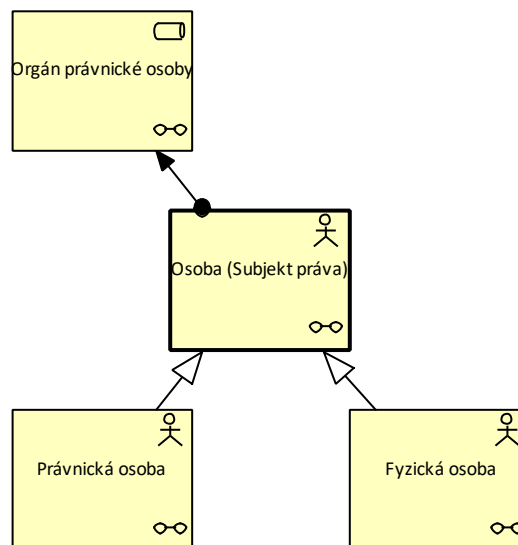 Orgán právnické osoby
Osoba (Subjekt práva)
Právnická osoba
Fyzická osoba